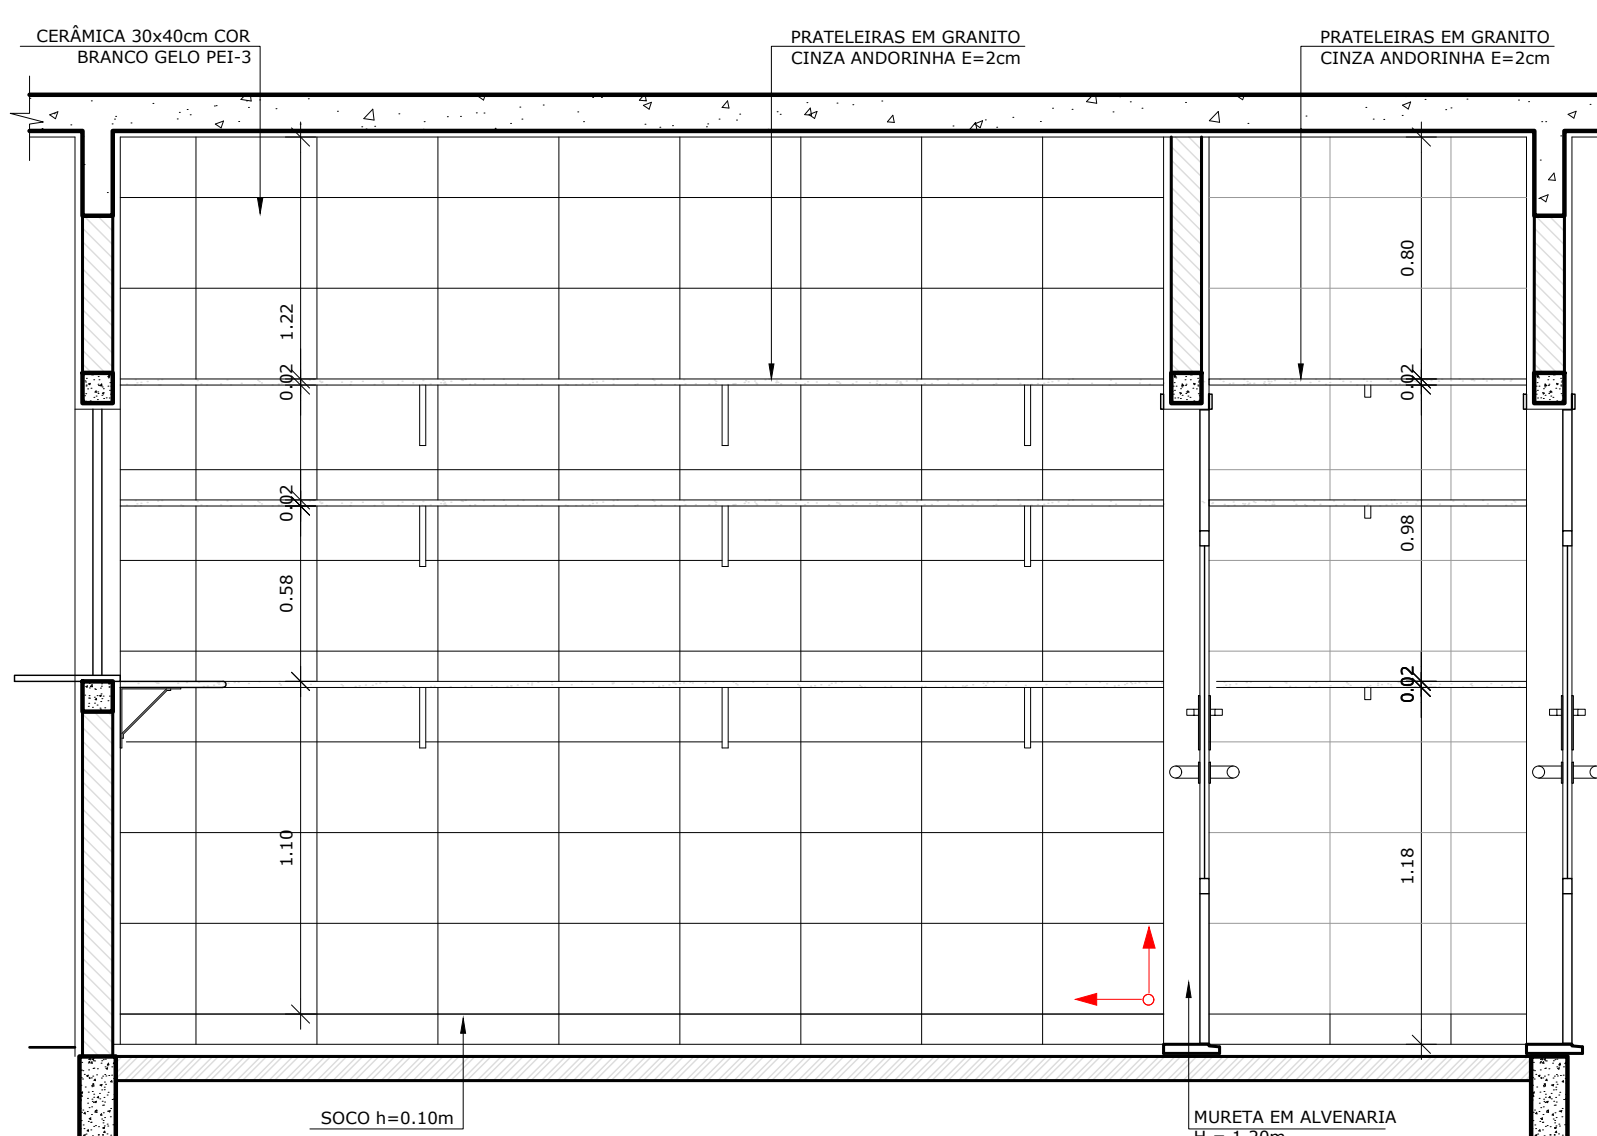 CERÂMICA 30x40cm COR
BRANCO GELO PEI-3
PRATELEIRAS EM GRANITO
CINZA ANDORINHA E=2cm
PRATELEIRAS EM GRANITO
CINZA ANDORINHA E=2cm
1.22
0.02
0.02
0.58
1.10
0.80
0.02
0.98
0.02
1.18
SOCO h=0.10m
MURETA EM ALVENARIA
H = 1.20m